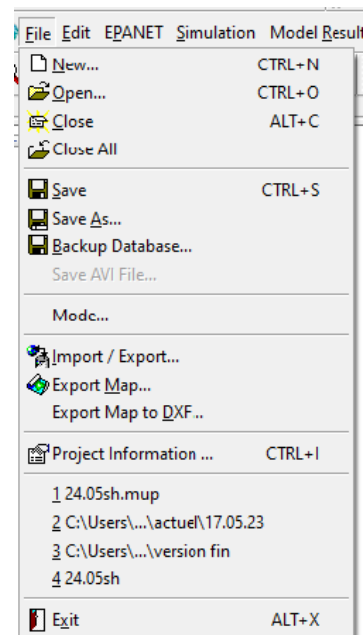 File Edit EPANET Simulation Model Resul
New... CTRL+N
Open... CTRL+O
Close ALT+C
Close All
Save CTRL+S
Save As...
Backup Database...
Save AVI File...
Mode...
Import / Export...
Export Map...
Export Map to DXF...
Project Information ... CTRL+I
1 24.05sh.mup
2 C:\Users\...\actuel\17.05.23
3 C:\Users\...\version fin
4 24.05sh
Exit ALT+X